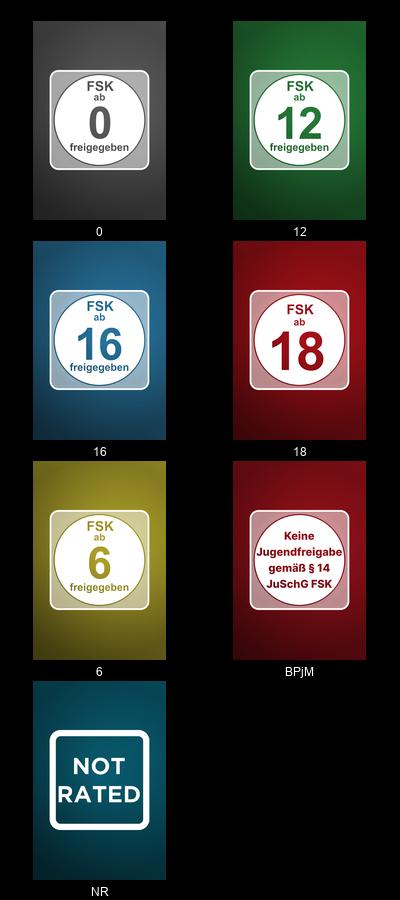 FSK
ab
0
freigegeben
0
FSK
ab
12
freigegeben
12
FSK
ab
16
freigegeben
16
FSK
ab
18
18
FSK
ab
6
freigegeben
6
Keine
Jugendfreigabe
gemäß § 14
JuSchG FSK
BPjM
NOT
RATED
NR